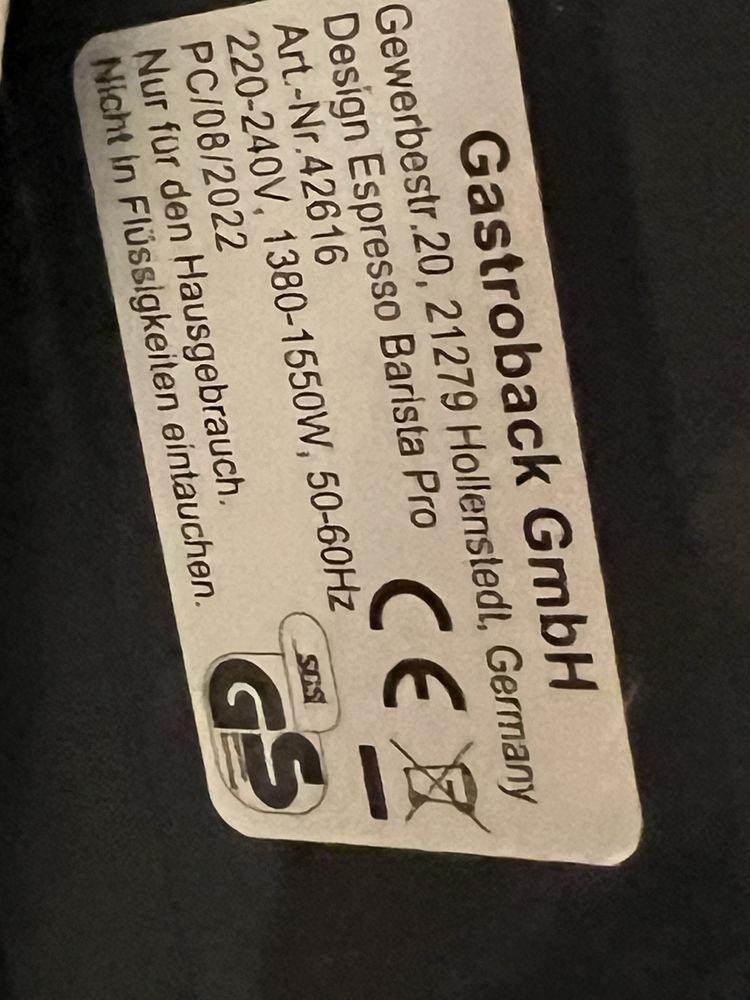 Gastroback GmbH
Gewerbestr.20, 21279 Hollenstedt, Germany
Design Espresso Barista Pro
Art.-Nr.42616
220-240V, 1380-1550W, 50-60Hz
PC/08/2022
Nur für den Hausgebrauch.
Nicht in Flüssigkeiten eintauchen.
CE
SGS
GS